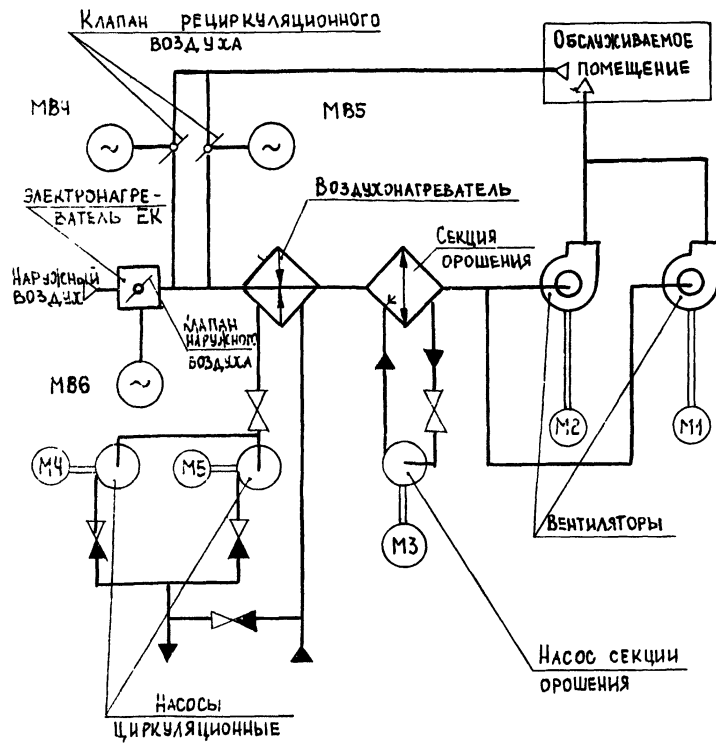 Клапан рециркуляционного
воздуха
Обслуживаемое
помещение
МВ4
МВ5
Электронагре-
ватель ЕК
Воздухонагреватель
Секция
орошения
Наружный
воздух
Клапан
наружного
воздуха
МВ6
М2
М1
М4
М5
М3
Вентиляторы
Насос секции
орошения
Насосы
циркуляционные